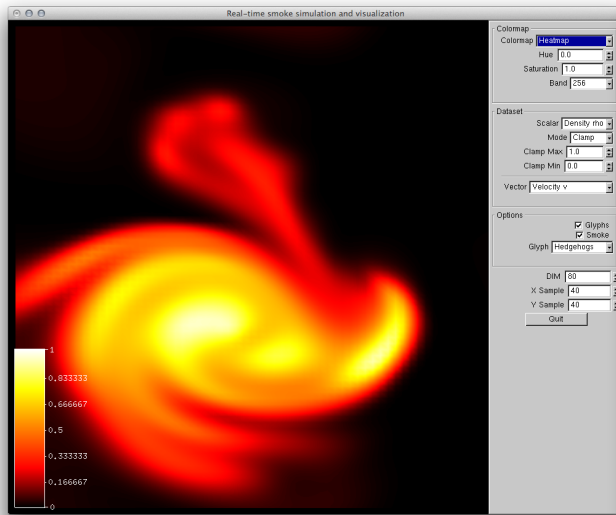 Real-time smoke simulation and visualization
Colormap
Colormap Heatmap
Hue 0.0
Saturation 1.0
Band 256
Dataset
Scalar Density rho
Mode Clamp
Clamp Max 1.0
Clamp Min 0.0
Vector Velocity v
Options
Glyphs
Smoke
Glyph Hedgehogs
DIM 80
X Sample 40
Y Sample 40
Quit
1
0.833333
0.666667
0.5
0.333333
0.166667
0